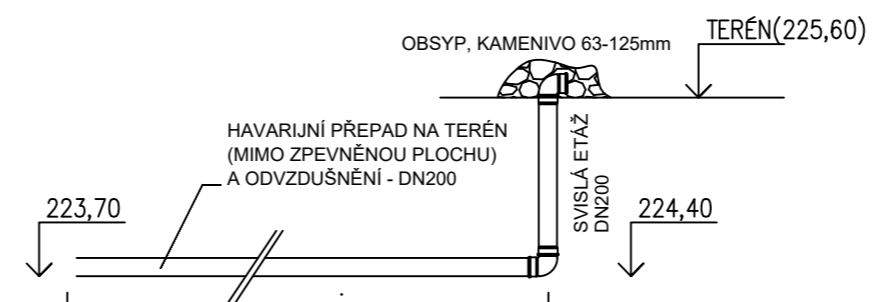 TERÉN(225,60)
OBSYP, KAMENIVO 63-125mm
HAVARIJNÍ PŘEPAD NA TERÉN
(MIMO ZPEVNĚNOU PLOCHU)
A ODVZDUŠNĚNÍ - DN200
SVISLÁ ETÁŽ
DN200
223,70
224,40